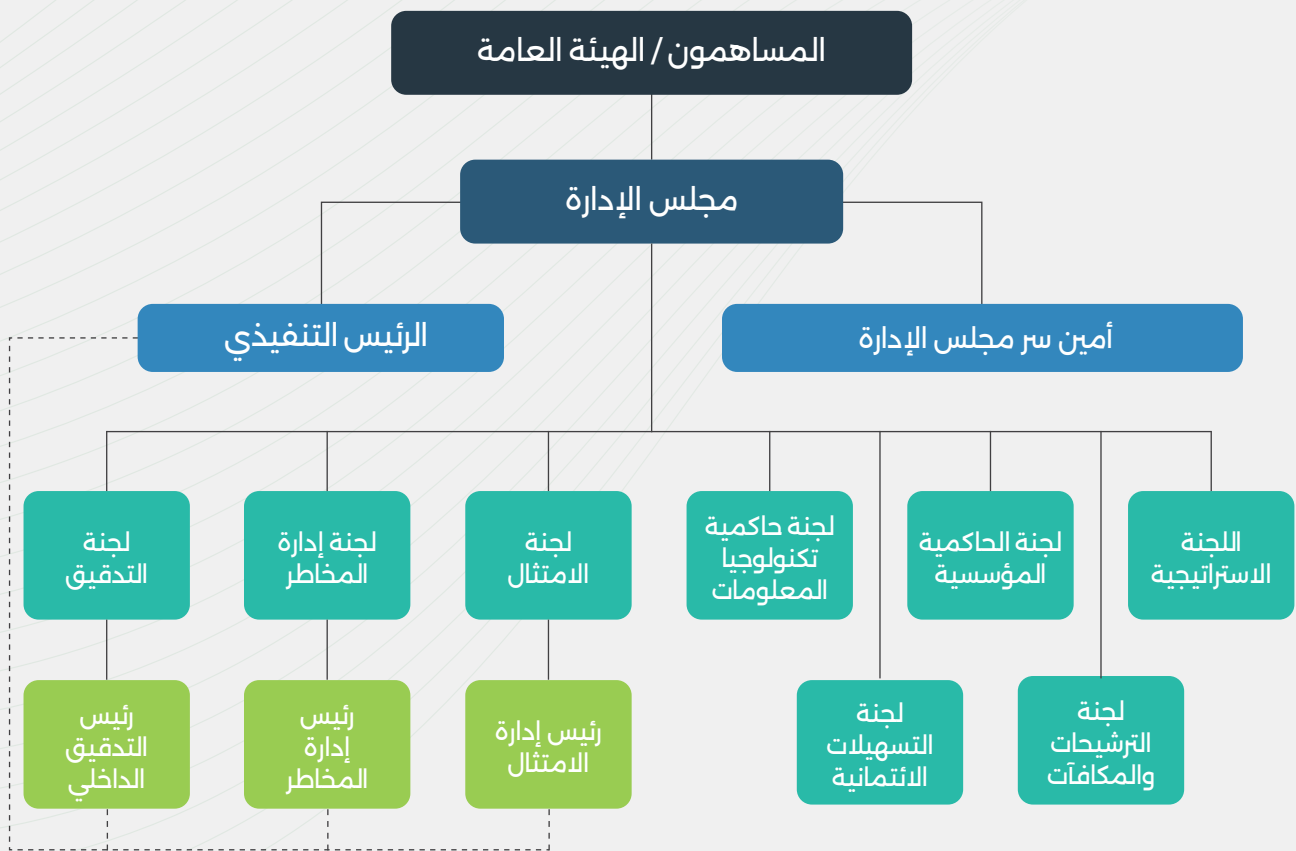 المساهمون / الهيئة العامة
مجلس الإدارة
أمين سر مجلس الإدارة
الرئيس التنفيذي
اللجنة
الاستراتيجية
لجنة الحاكمية
المؤسسية
لجنة حاكمية
تكنولوجيا
المعلومات
لجنة
الامتثال
لجنة إدارة
المخاطر
لجنة
التدقيق
لجنة
الترشيحات
والمكافآت
لجنة
التسهيلات
الائتمانية
رئيس إدارة
الامتثال
رئيس
إدارة
المخاطر
رئيس
التدقيق
الداخلي